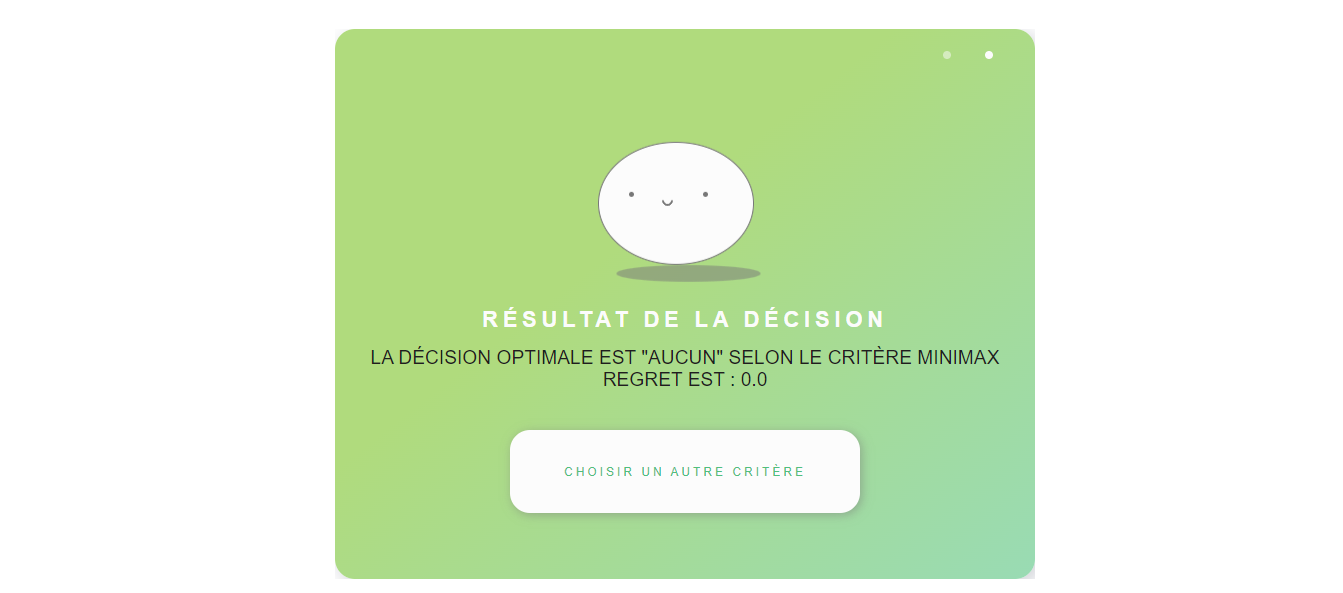 RÉSULTAT DE LA DÉCISION
LA DÉCISION OPTIMALE EST "AUCUN" SELON LE CRITÈRE MINIMAX
REGRET EST : 0.0
CHOISIR UN AUTRE CRITÈRE